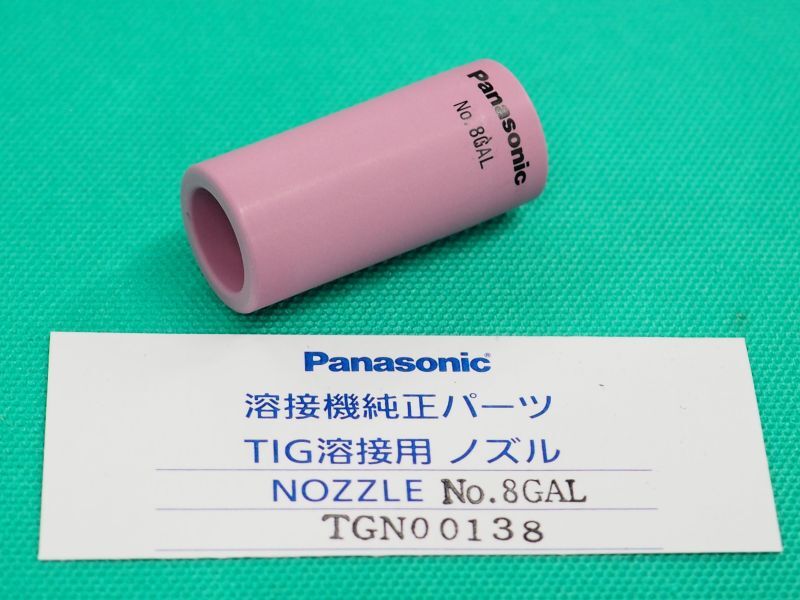 Panasonic
No. 8GAL
Panasonic
溶接機純正パーツ
TIG溶接用 ノズル
NOZZLE No.8GAL
TGN00138